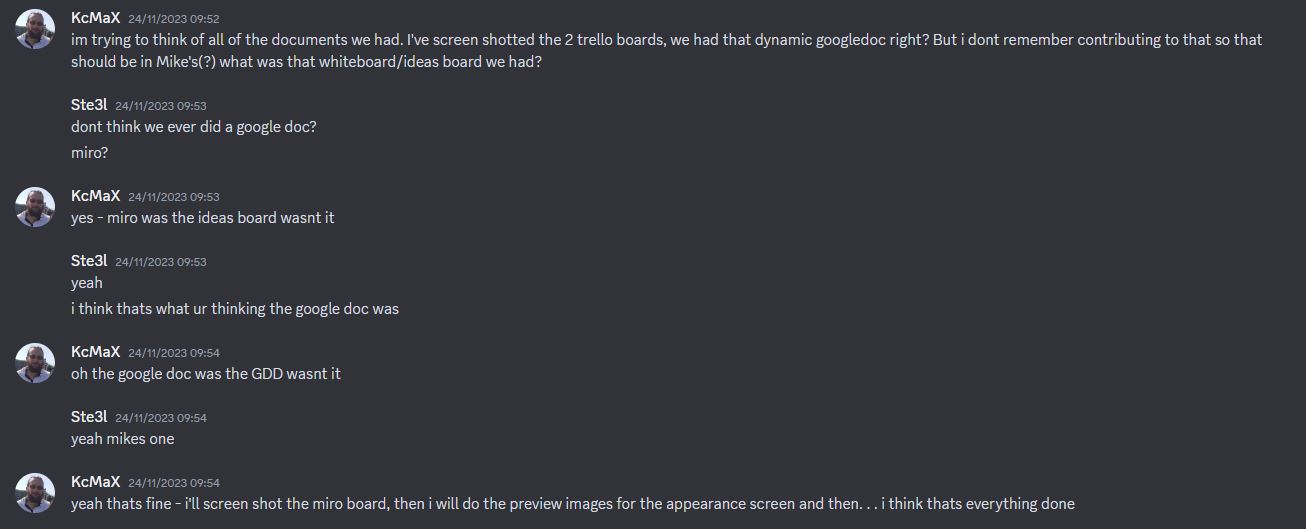 KcMaX 24/11/2023 09:52
im trying to think of all of the documents we had. I've screen shotted the 2 trello boards, we had that dynamic googledoc right? But i dont remember contributing to that so that
should be in Mike's(?) what was that whiteboard/ideas board we had?
Ste3l 24/11/2023 09:53
dont think we ever did a google doc?
miro?
KcMaX 24/11/2023 09:53
yes - miro was the ideas board wasnt it
Ste3l 24/11/2023 09:53
yeah
i think thats what ur thinking the google doc was
KcMaX 24/11/2023 09:54
oh the google doc was the GDD wasnt it
Ste3l 24/11/2023 09:54
yeah mikes one
KcMaX 24/11/2023 09:54
yeah thats fine - i'll screen shot the miro board, then i will do the preview images for the appearance screen and then. . . i think thats everything done